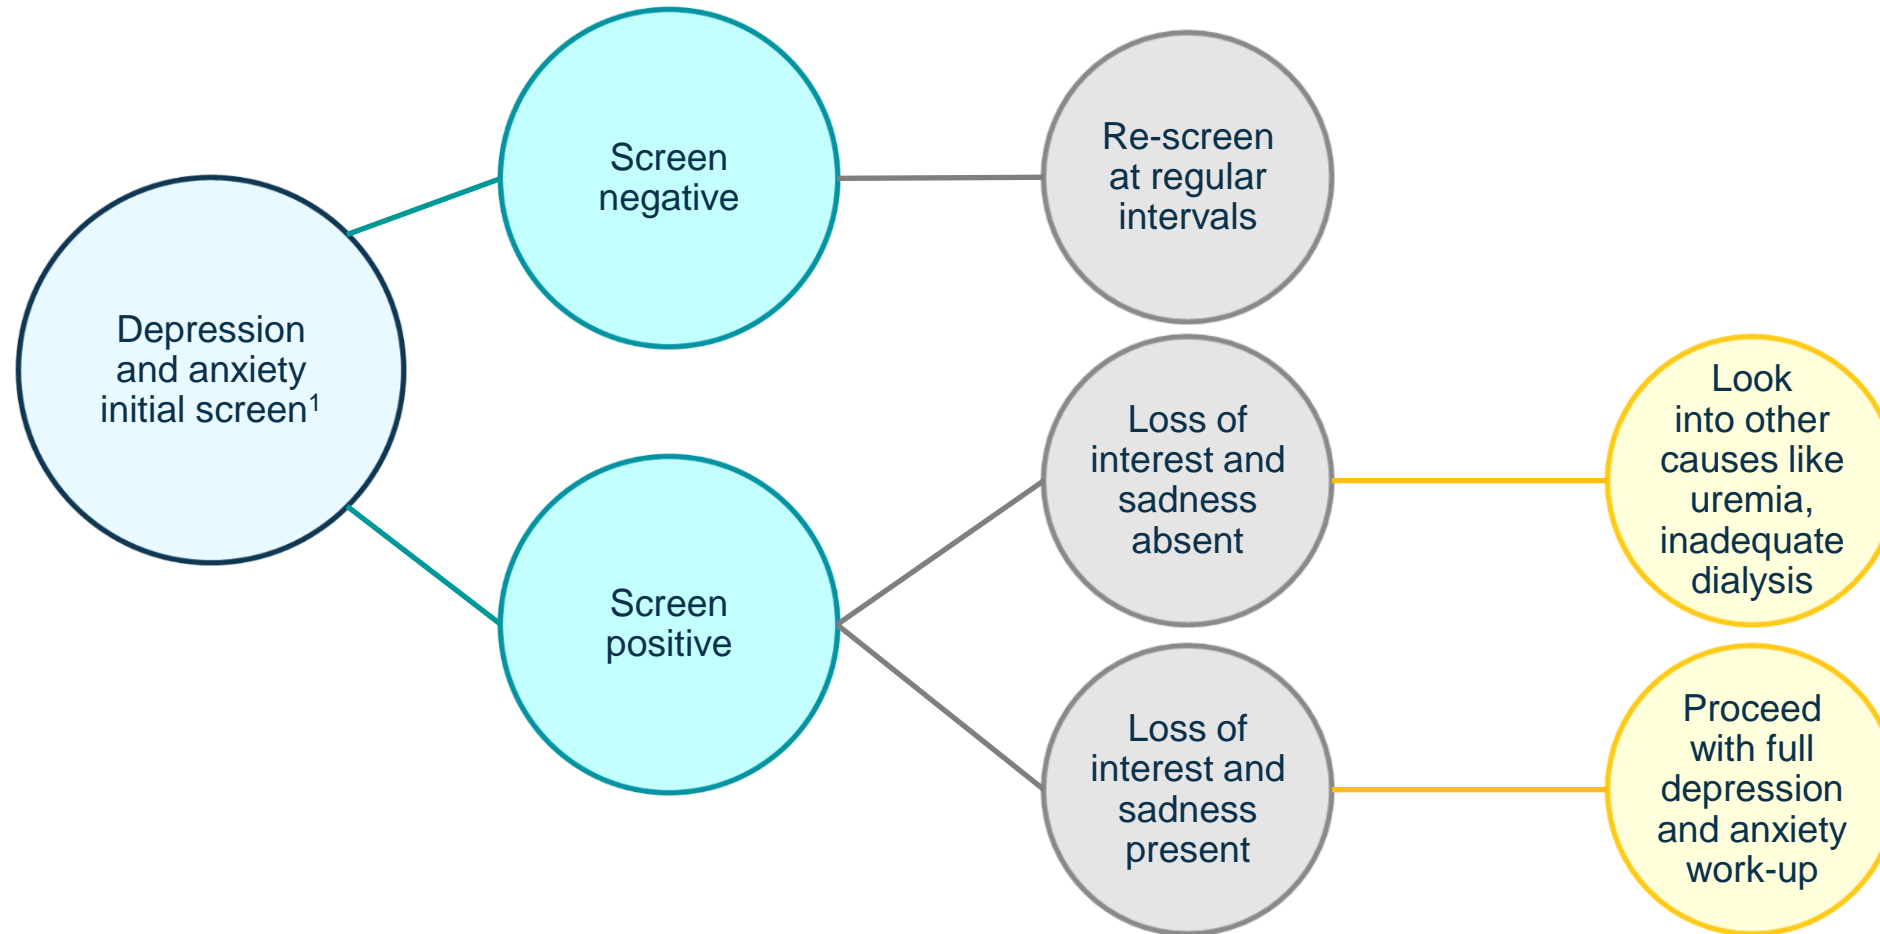 Depression
and anxiety
initial screen¹
Screen
negative
Re-screen
at regular
intervals
Screen
positive
Loss of
interest and
sadness
absent
Look
into other
causes like
uremia,
inadequate
dialysis
Loss of
interest and
sadness
present
Proceed
with full
depression
and anxiety
work-up